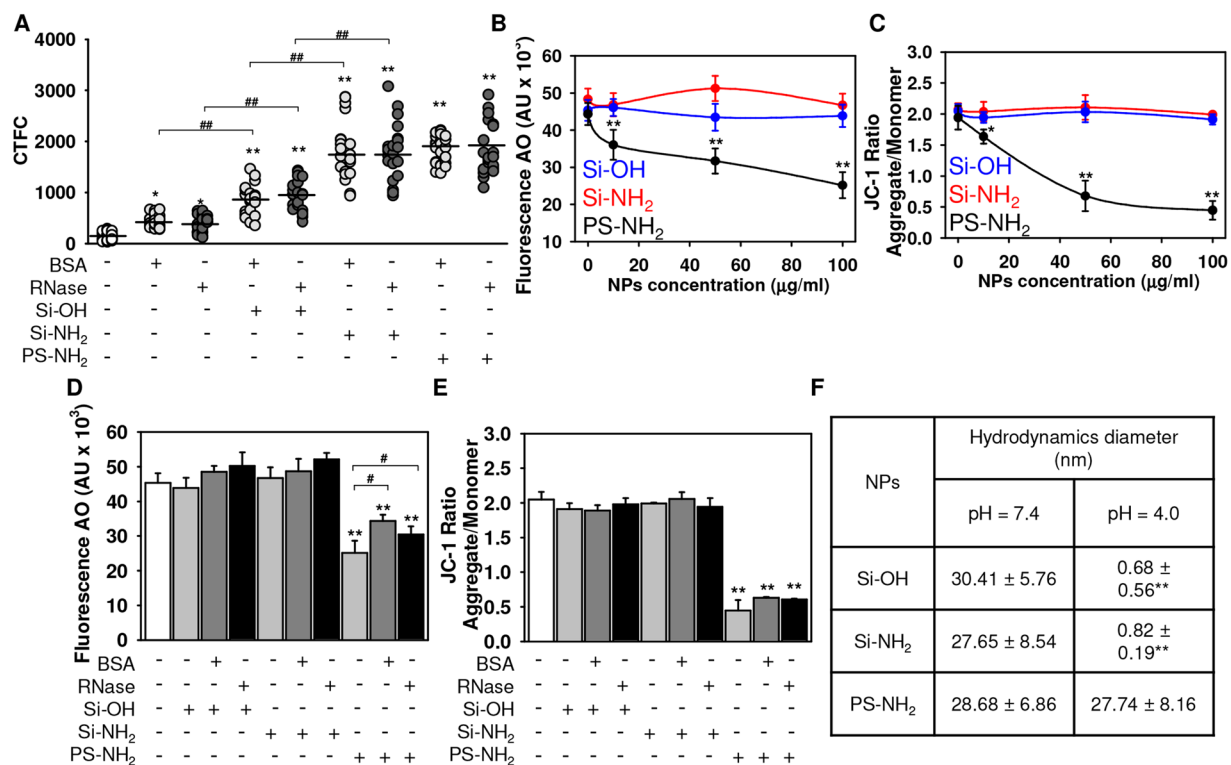 A
CTFC
4000
3000
2000
1000
0
##
##
##
##
*
*
**
**
**
**
**
**
BSA - + - + - + - + -
RNase - - + - + - + - +
Si-OH - - - + + - - - -
Si-NH2 - - - - - + + - -
PS-NH2 - - - - - - - + +
B
Fluorescence AO (AU x 10³)
60
50
40
30
20
10
**
**
**
Si-OH
Si-NH2
PS-NH2
0 20 40 60 80 100
NPs concentration (µg/ml)
C
JC-1 Ratio
Aggregate/Monomer
3.0
2.5
2.0
1.5
1.0
0.5
0.0
*
**
**
Si-OH
Si-NH2
PS-NH2
0 20 40 60 80 100
NPs concentration (µg/ml)
D
Fluorescence AO (AU x 10³)
60
50
40
30
20
10
0
#
#
**
**
**
BSA - - + - - + - - + -
RNase - - - + - - + - - +
Si-OH - + + + - - - - - -
Si-NH2 - - - - + + + - - -
PS-NH2 - - - - - - - + + +
E
JC-1 Ratio
Aggregate/Monomer
3.0
2.5
2.0
1.5
1.0
0.5
0.0
** ** **
BSA - - + - - + - - + -
RNase - - - + - - + - - +
Si-OH - + + + - - - - - -
Si-NH2 - - - - + + + - - -
PS-NH2 - - - - - - - + + +
F
NPs
Hydrodynamics diameter
(nm)
pH = 7.4
pH = 4.0
Si-OH
30.41 ± 5.76
0.68 ±
0.56**
Si-NH2
27.65 ± 8.54
0.82 ±
0.19**
PS-NH2
28.68 ± 6.86
27.74 ± 8.16